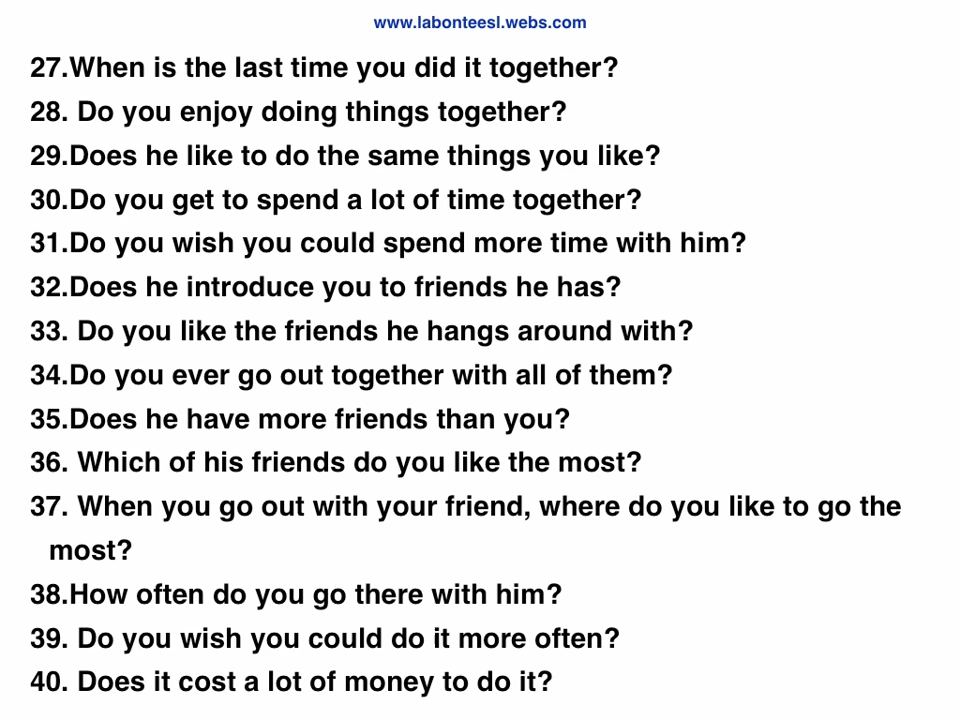 www.labonteesl.webs.com
27.When is the last time you did it together?
28. Do you enjoy doing things together?
29.Does he like to do the same things you like?
30.Do you get to spend a lot of time together?
31.Do you wish you could spend more time with him?
32.Does he introduce you to friends he has?
33. Do you like the friends he hangs around with?
34.Do you ever go out together with all of them?
35.Does he have more friends than you?
36. Which of his friends do you like the most?
37. When you go out with your friend, where do you like to go the
most?
38.How often do you go there with him?
39. Do you wish you could do it more often?
40. Does it cost a lot of money to do it?